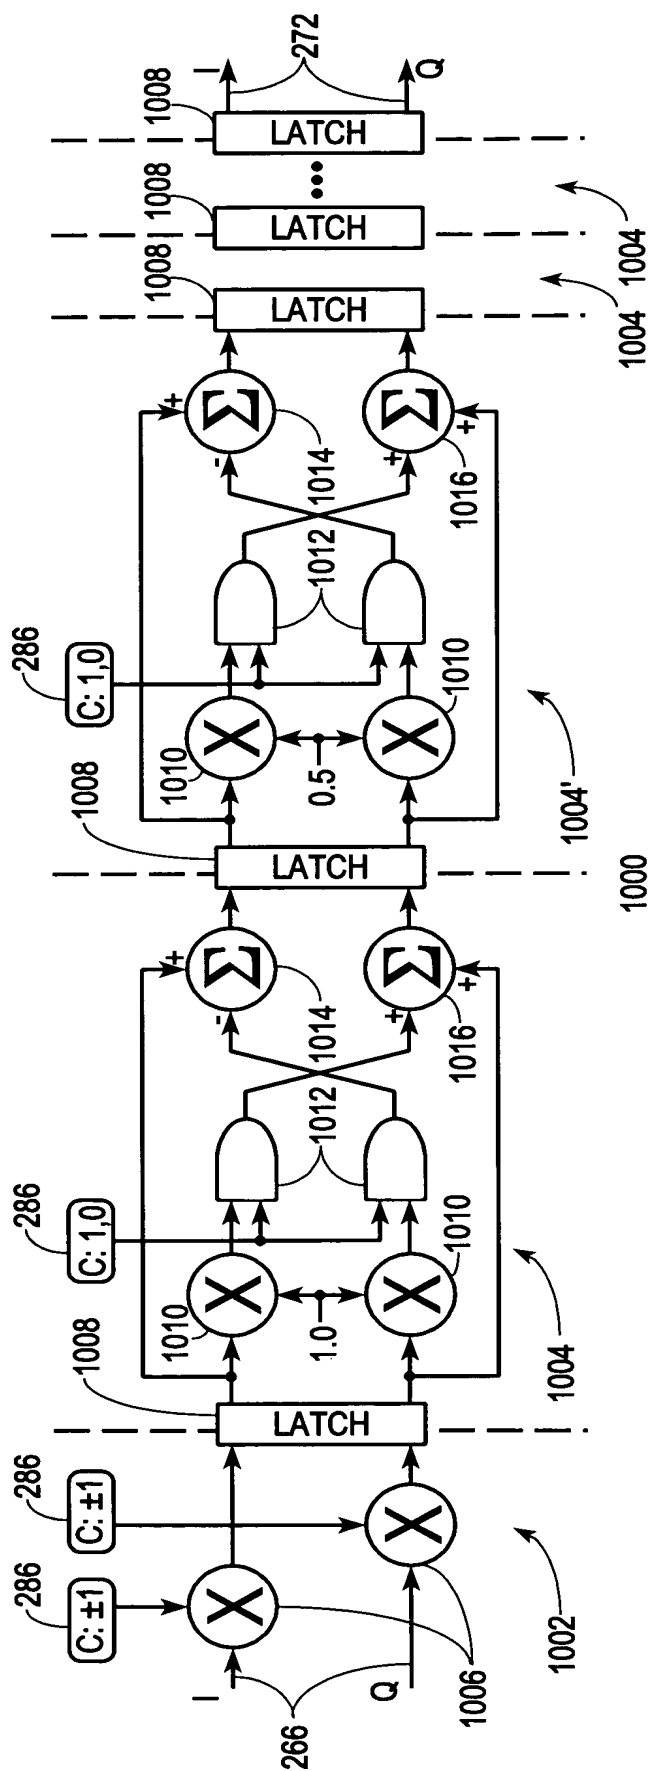 286
286
286
286
C: ±1
C: ±1
C: 1,0
C: 1,0
1008
1008
1008
1008
1008
1010
1010
+
+
I
X
X
X
Σ
Σ
I
-
-
266
LATCH
1.0
1012
1014
LATCH
0.5
1012
1014
LATCH
LATCH
LATCH
272
Q
X
X
+
Σ
+
X
+
Σ
+
Q
1006
1010
1016
1010
1016
1002
1004
1004'
1004
1004
1000